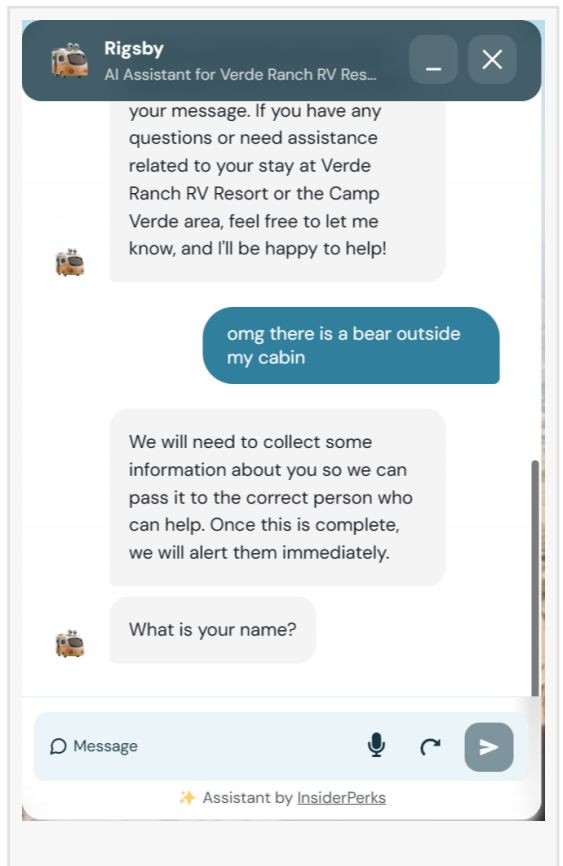 Rigsby
AI Assistant for Verde Ranch RV Res...
your message. If you have any
questions or need assistance
related to your stay at Verde
Ranch RV Resort or the Camp
Verde area, feel free to let me
know, and I'll be happy to help!
omg there is a bear outside
my cabin
We will need to collect some
information about you so we can
pass it to the correct person who
can help. Once this is complete,
we will alert them immediately.
What is your name?
Message
✨ Assistant by InsiderPerks